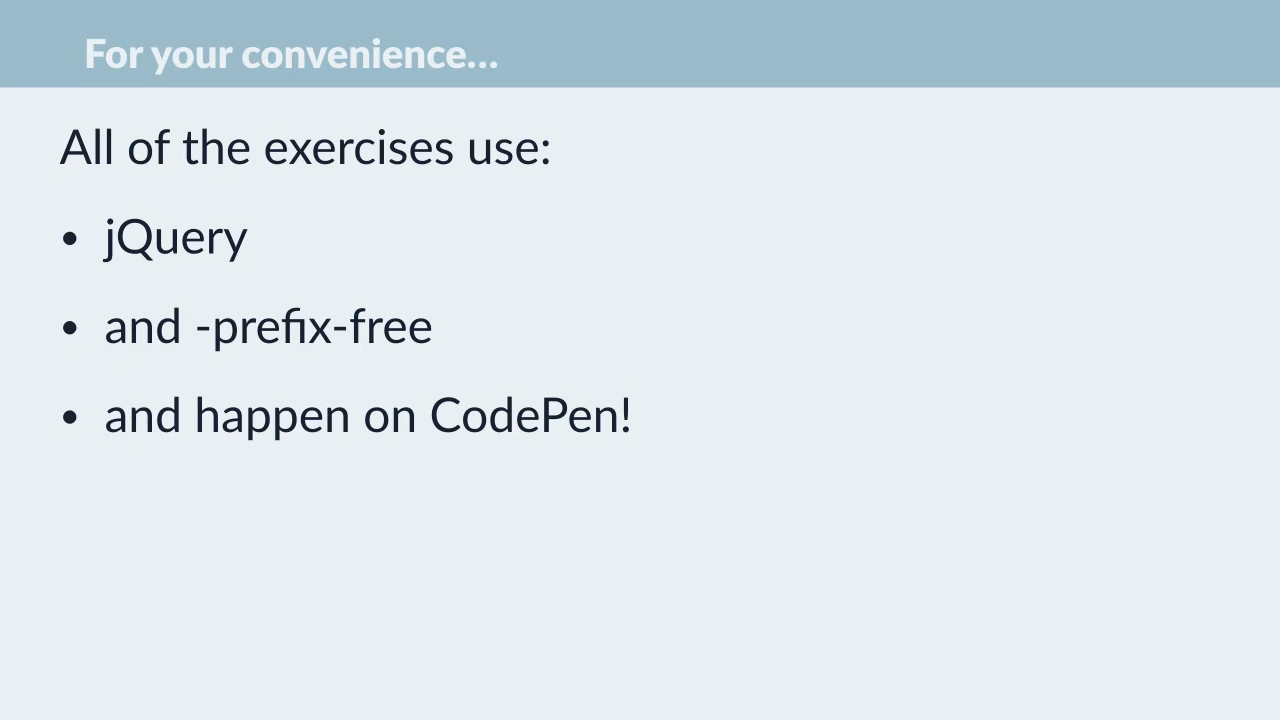 For your convenience...
All of the exercises use:
• jQuery
• and -prefix-free
• and happen on CodePen!